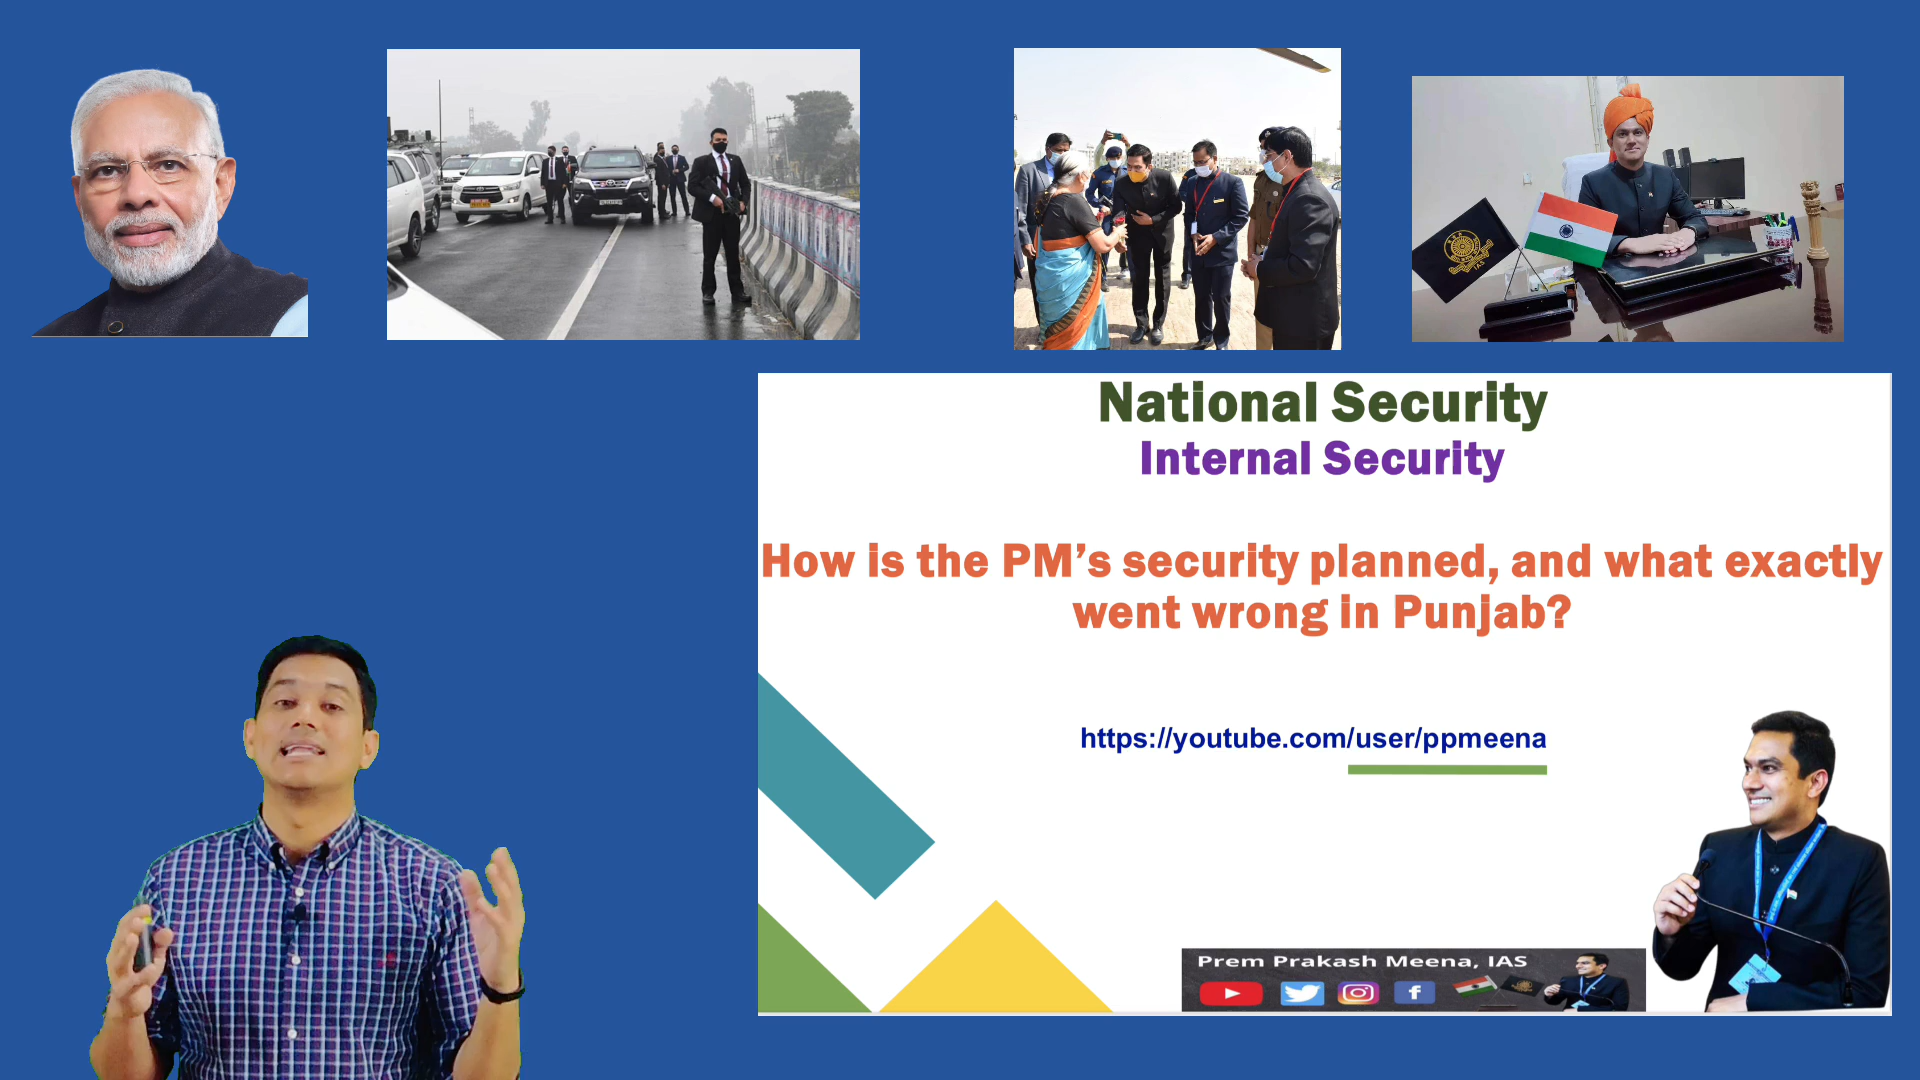 National Security
Internal Security
How is the PM’s security planned, and what exactly
went wrong in Punjab?
https://youtube.com/user/ppmeena
Prem Prakash Meena, IAS
IAS